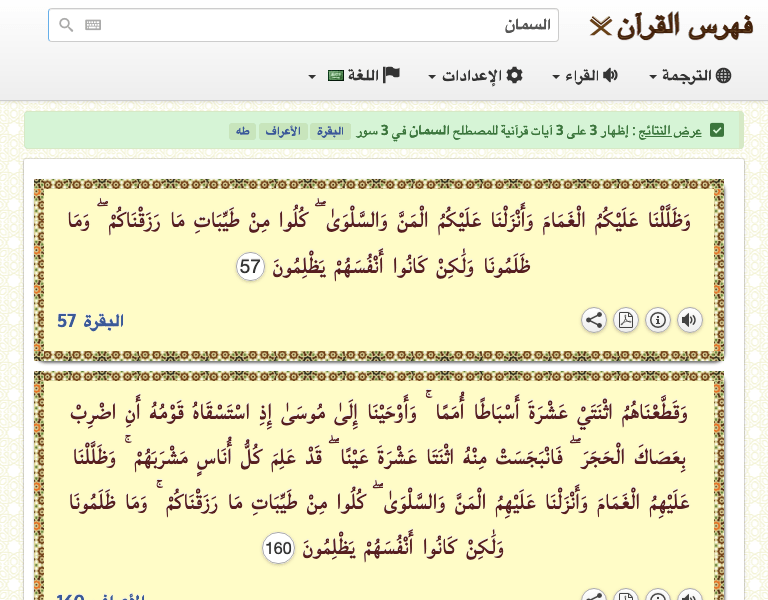 فهرس القرآن
السمان
الترجمة
القراء
الإعدادات
اللغة
عرض النتائج : إظهار 3 على 3 آيات قرآنية للمصطلح السمان في 3 سور البقرة الأعراف طه
وَظَلَّلْنَا عَلَيْكُمُ الْغَمَامَ وَأَنْزَلْنَا عَلَيْكُمُ الْمَنَّ وَالسَّلْوَىٰ ۖ كُلُوا مِنْ طَيِّبَاتِ مَا رَزَقْنَاكُمْ ۖ وَمَا
ظَلَمُونَا وَلَٰكِنْ كَانُوا أَنْفُسَهُمْ يَظْلِمُونَ 57
البقرة 57
وَقَطَّعْنَاهُمُ اثْنَتَيْ عَشْرَةَ أَسْبَاطًا أُمَمًا ۚ وَأَوْحَيْنَا إِلَىٰ مُوسَىٰ إِذِ اسْتَسْقَاهُ قَوْمُهُ أَنِ اضْرِبْ
بِعَصَاكَ الْحَجَرَ ۖ فَانْبَجَسَتْ مِنْهُ اثْنَتَا عَشْرَةَ عَيْنًا ۖ قَدْ عَلِمَ كُلُّ أُنَاسٍ مَشْرَبَهُمْ ۚ وَظَلَّلْنَا
عَلَيْهِمُ الْغَمَامَ وَأَنْزَلْنَا عَلَيْهِمُ الْمَنَّ وَالسَّلْوَىٰ ۖ كُلُوا مِنْ طَيِّبَاتِ مَا رَزَقْنَاكُمْ ۚ وَمَا ظَلَمُونَا
وَلَٰكِنْ كَانُوا أَنْفُسَهُمْ يَظْلِمُونَ 160
الأعراف 160